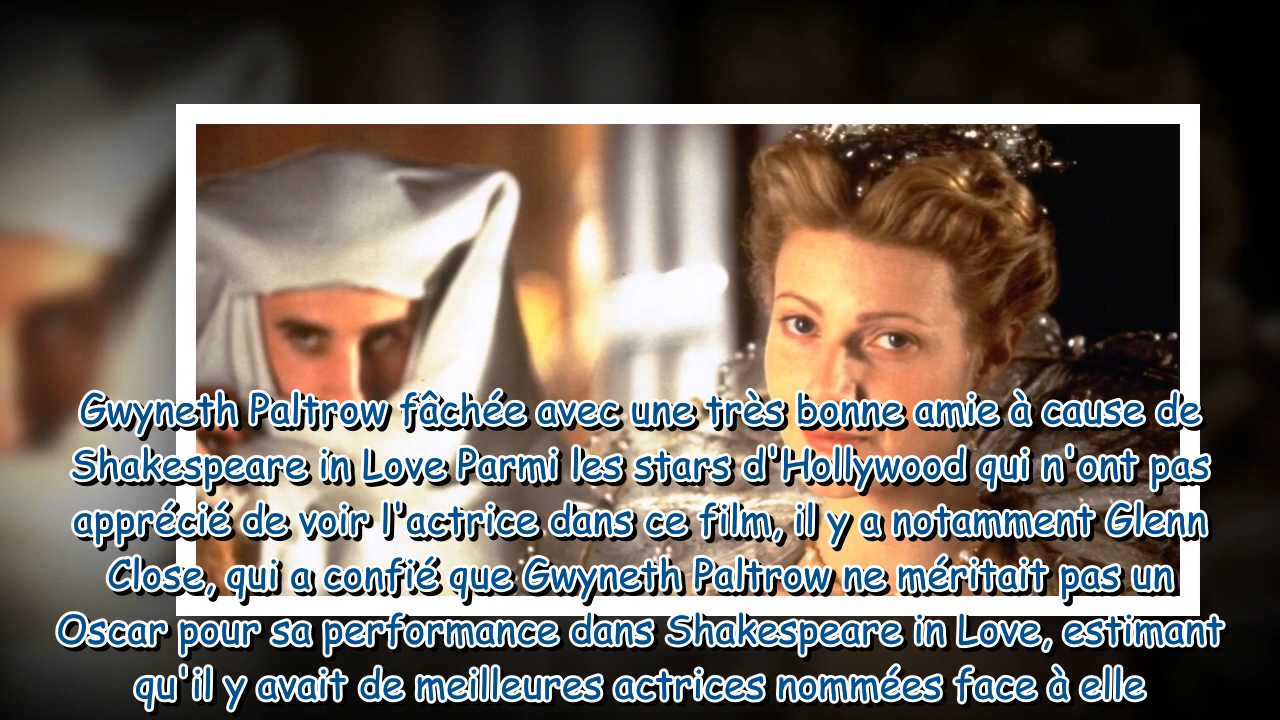 Gwyneth Paltrow fâchée avec une très bonne amie à cause de
Shakespeare in Love Parmi les stars d'Hollywood qui n'ont pas
apprécié de voir l'actrice dans ce film, il y a notamment Glenn
Close, qui a confié que Gwyneth Paltrow ne méritait pas un
Oscar pour sa performance dans Shakespeare in Love, estimant
qu'il y avait de meilleures actrices nommées face à elle